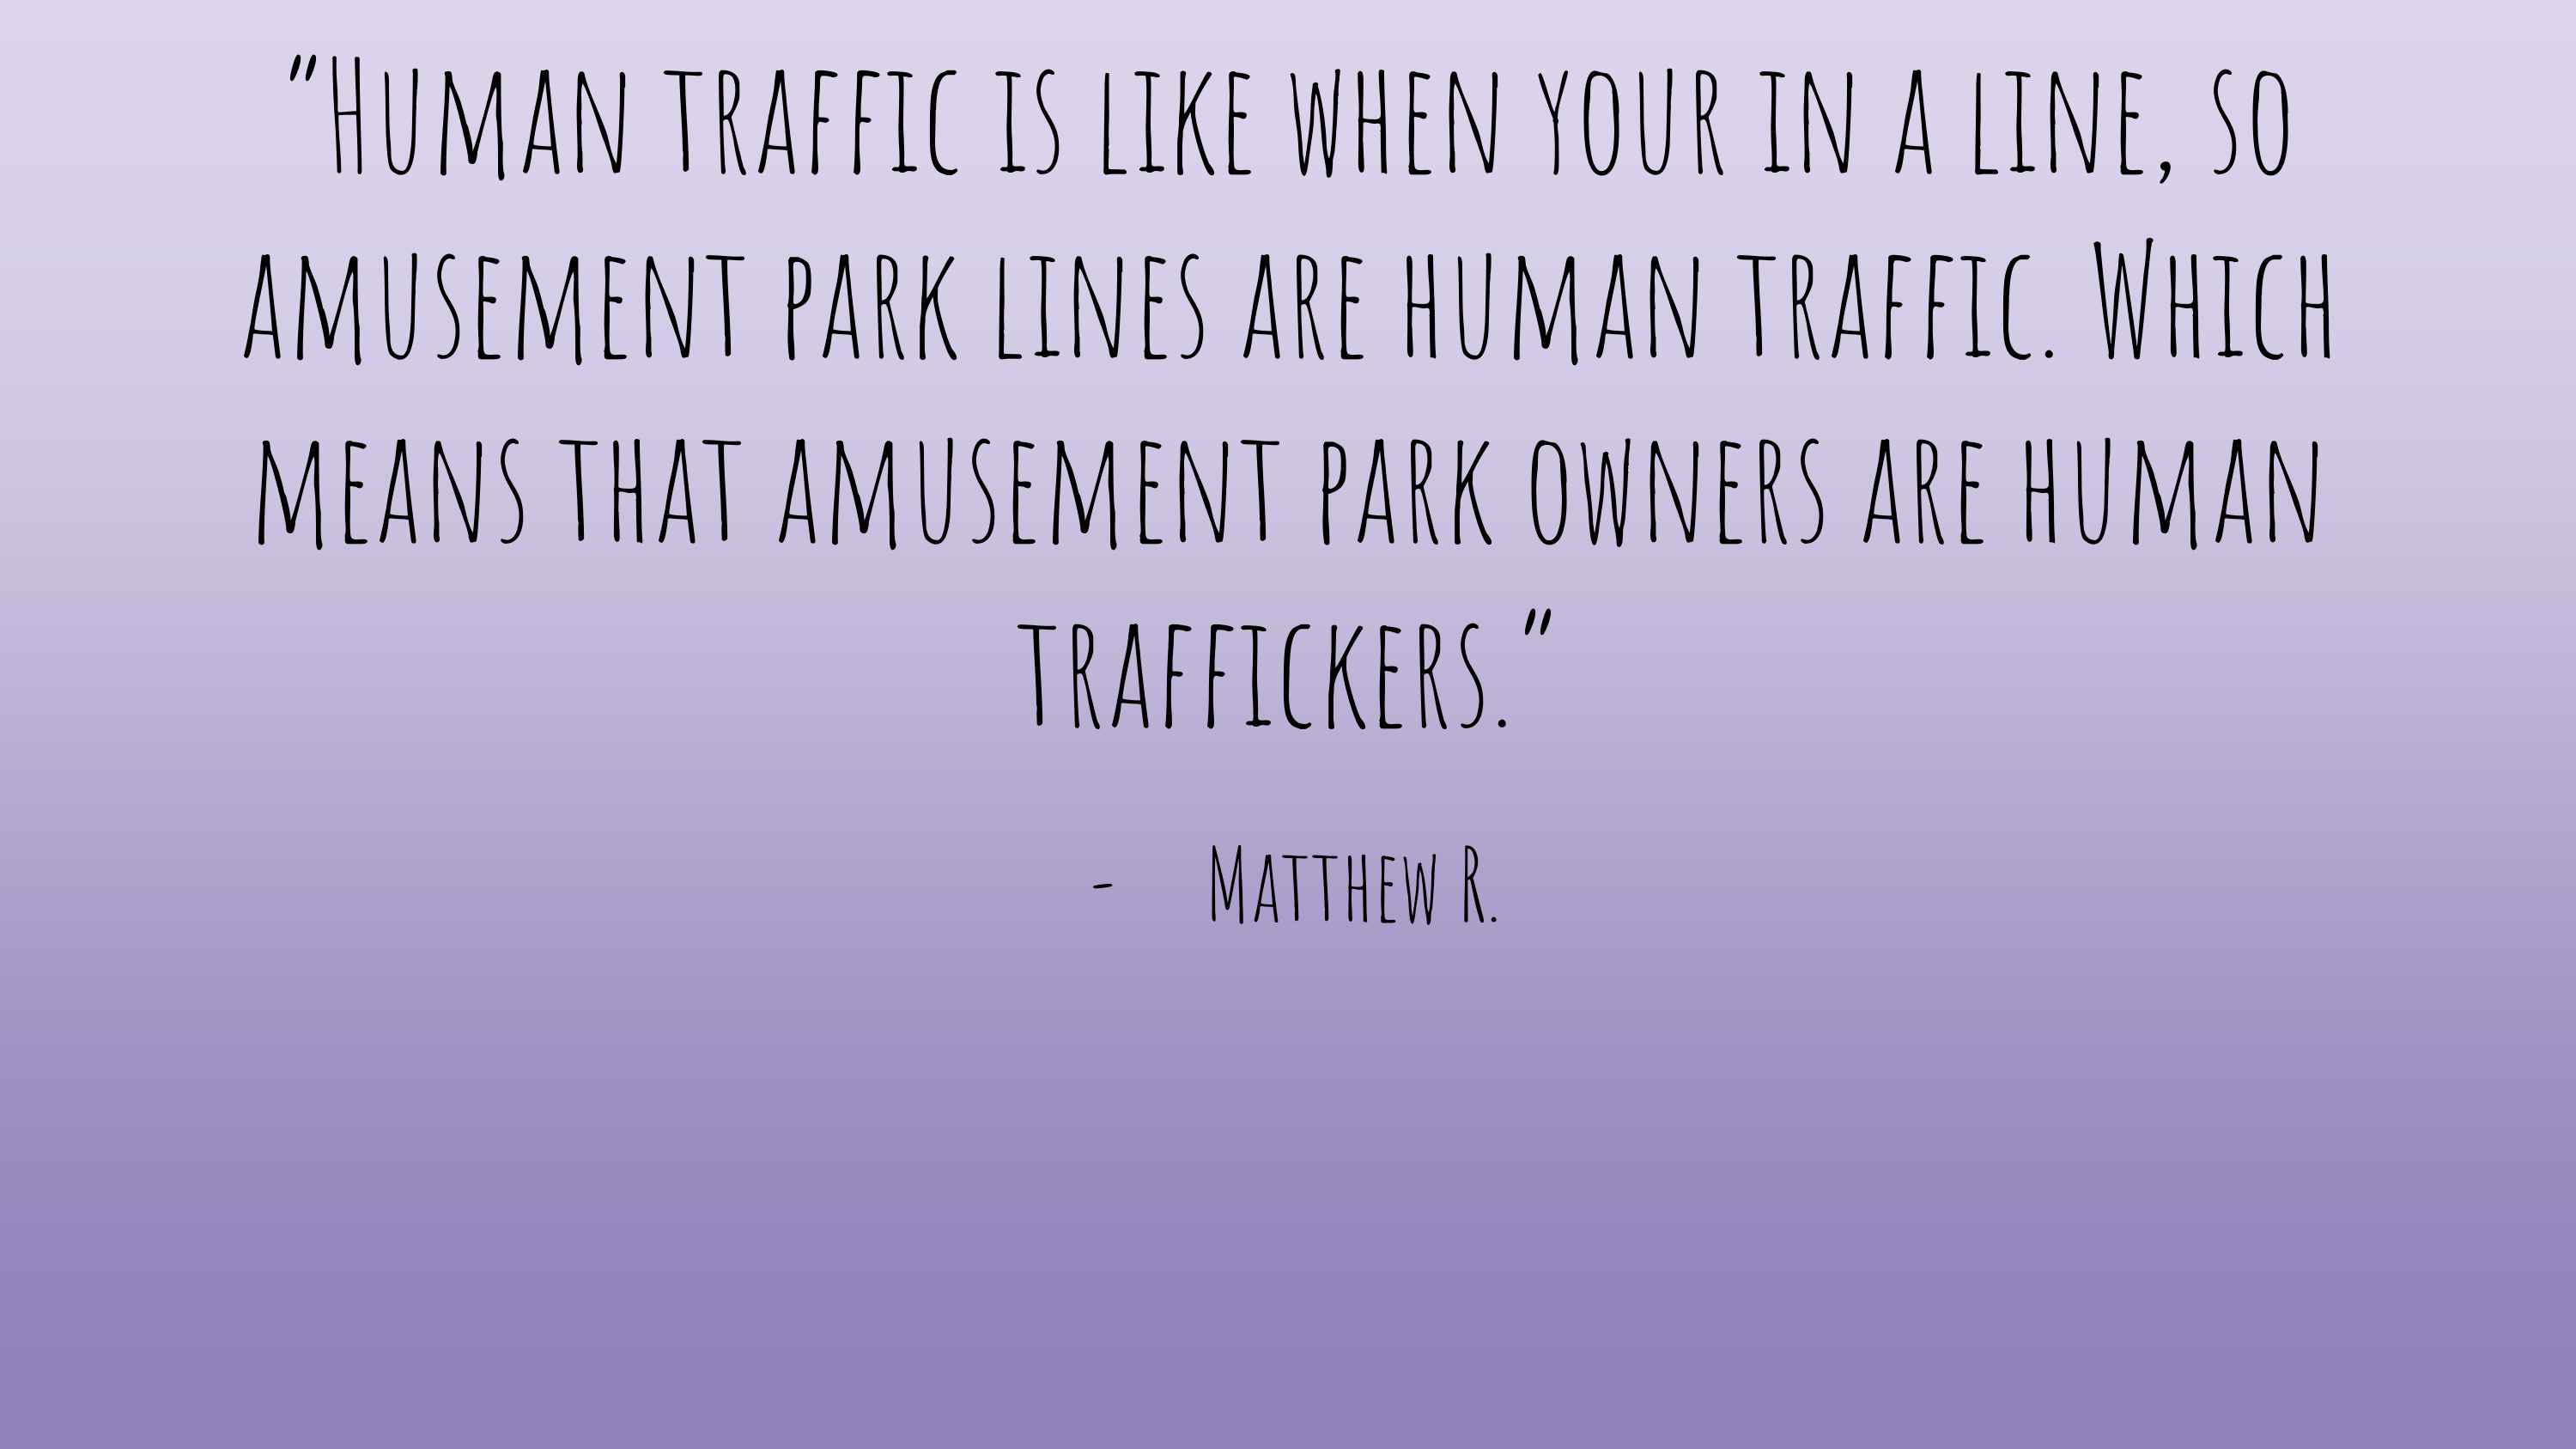 "Human traffic is like when your in a line, so
amusement park lines are human traffic. Which
means that amusement park owners are human
traffickers."
- Matthew R.